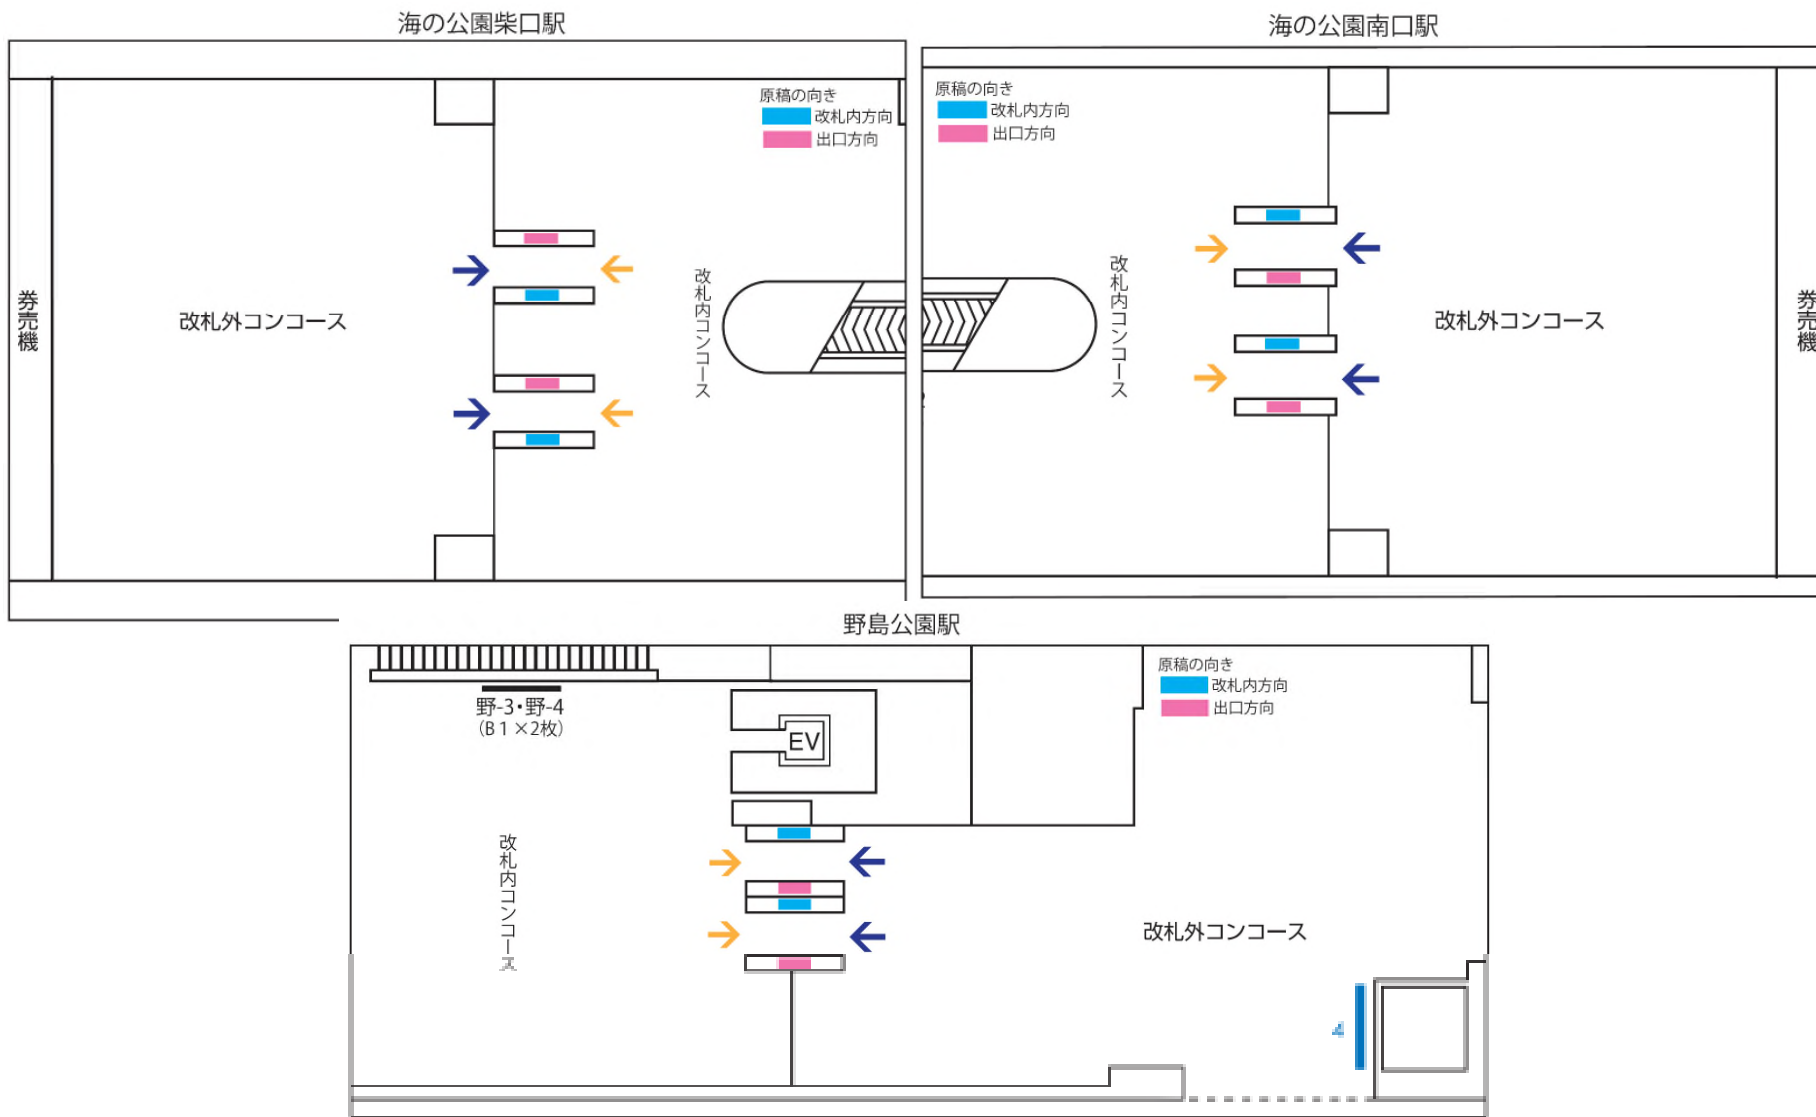 海の公園柴口駅
原稿の向き
改札内方向
出口方向
券売機
改札外コンコース
改札内コンコース
海の公園南口駅
原稿の向き
改札内方向
出口方向
改札内コンコース
改札外コンコース
券売機
野島公園駅
野-3・野-4
(B1×2枚)
EV
原稿の向き
改札内方向
出口方向
改札内コンコース
改札外コンコース